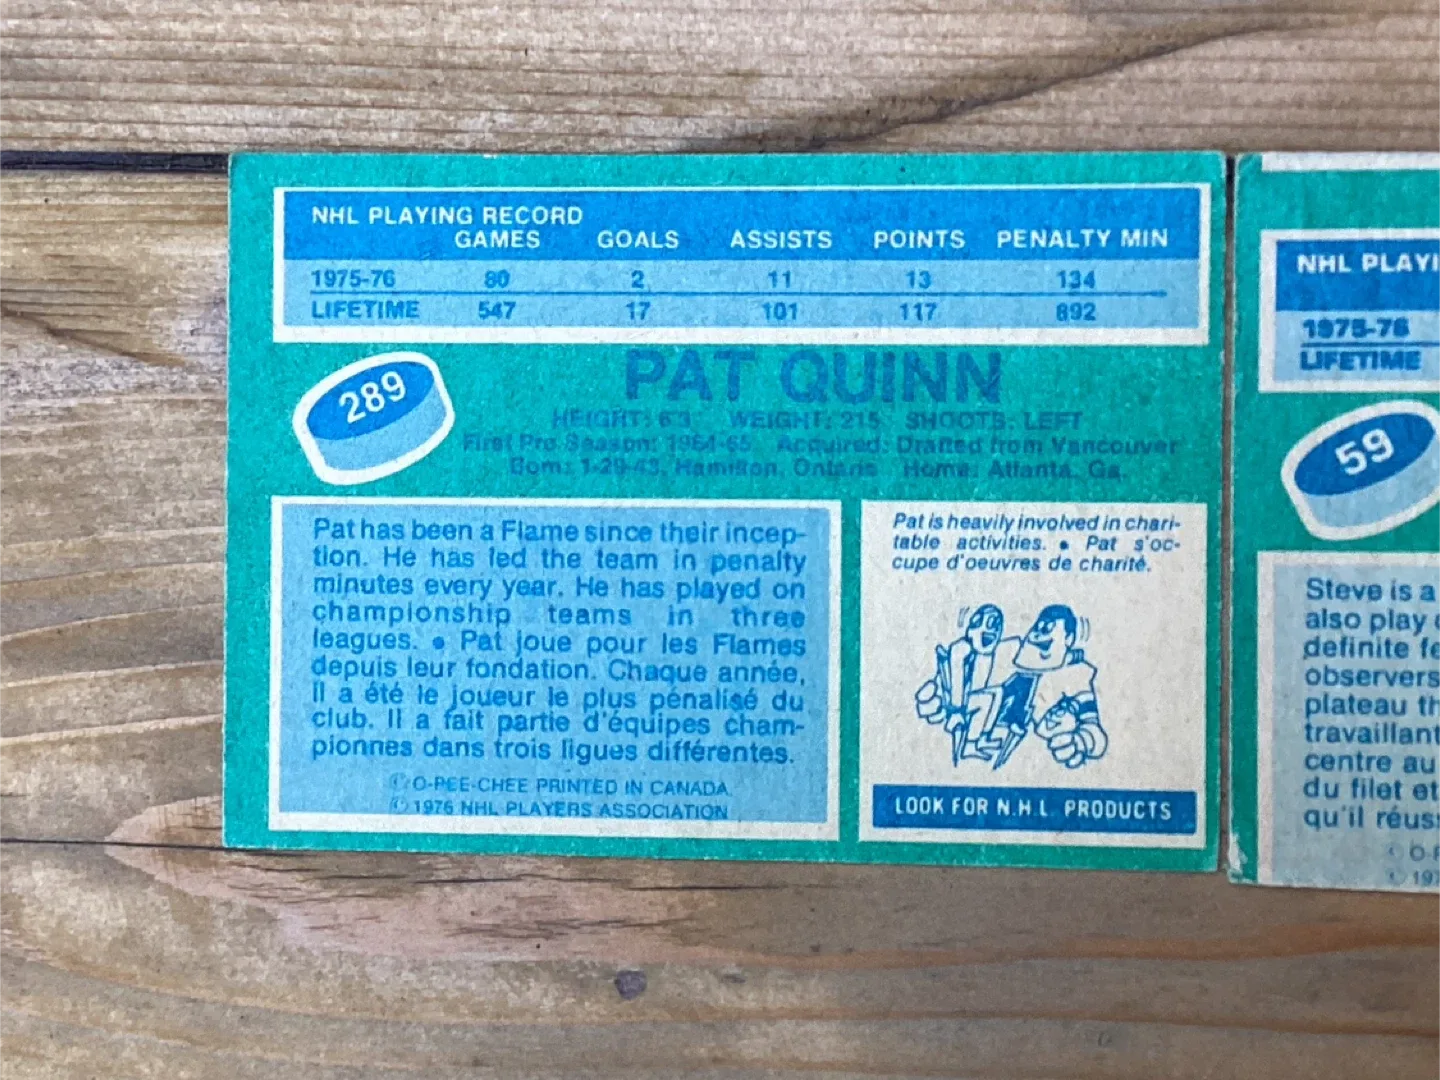 NHL PLAYING RECORD
GAMES GOALS ASSISTS POINTS PENALTY MIN
1975-76 80 2 11 13 134
LIFETIME 547 17 101 117 892
289
PAT QUINN
HEIGHT: 6'3" WEIGHT: 215 SHOOTS: LEFT
First Pro Season: 1964-65 Acquired: Drafted from Vancouver
Born: 1-29-43, Hamilton, Ontario Home: Atlanta, Ga.
Pat has been a Flame since their incep-
tion. He has led the team in penalty
minutes every year. He has played on
championship teams in three
leagues. • Pat joue pour les Flames
depuis leur fondation. Chaque année,
il a été le joueur le plus pénalisé du
club. Il a fait partie d'équipes cham-
pionnes dans trois ligues différentes.
© O-PEE-CHEE PRINTED IN CANADA
© 1976 NHL PLAYERS ASSOCIATION
Pat is heavily involved in chari-
table activities. • Pat s'oc-
cupe d'oeuvres de charité.
LOOK FOR N.H.L. PRODUCTS
NHL PLAYI
1975-76
LIFETIME
59
Steve is a
also play
definite fe
observers
plateau th
travaillant
centre au
du filet et
qu'il réus
© O-P
© 197